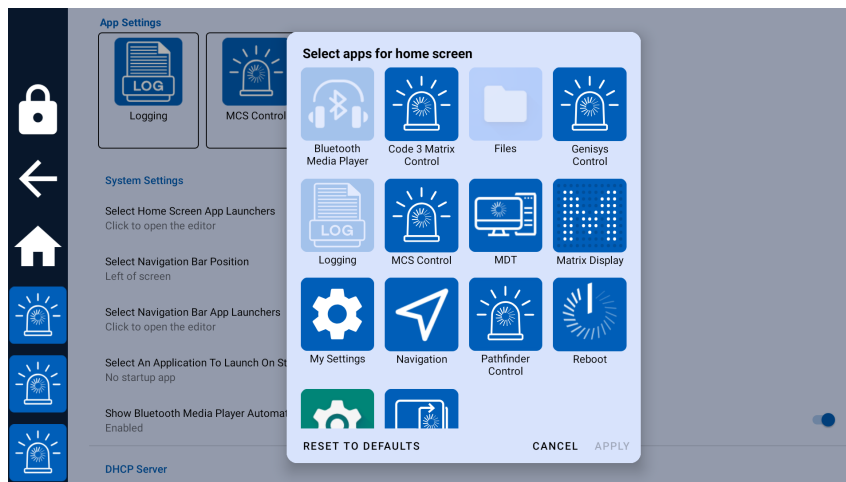 App Settings
LOG
Logging
MCS Control
System Settings
Select Home Screen App Launchers
Click to open the editor
Select Navigation Bar Position
Left of screen
Select Navigation Bar App Launchers
Click to open the editor
Select An Application To Launch On St
No startup app
Show Bluetooth Media Player Automat
Enabled
DHCP Server
Select apps for home screen
Bluetooth
Media Player
Code 3 Matrix
Control
Files
Genisys
Control
LOG
Logging
MCS Control
MDT
M
Matrix Display
My Settings
Navigation
Pathfinder
Control
Reboot
RESET TO DEFAULTS
CANCEL
APPLY